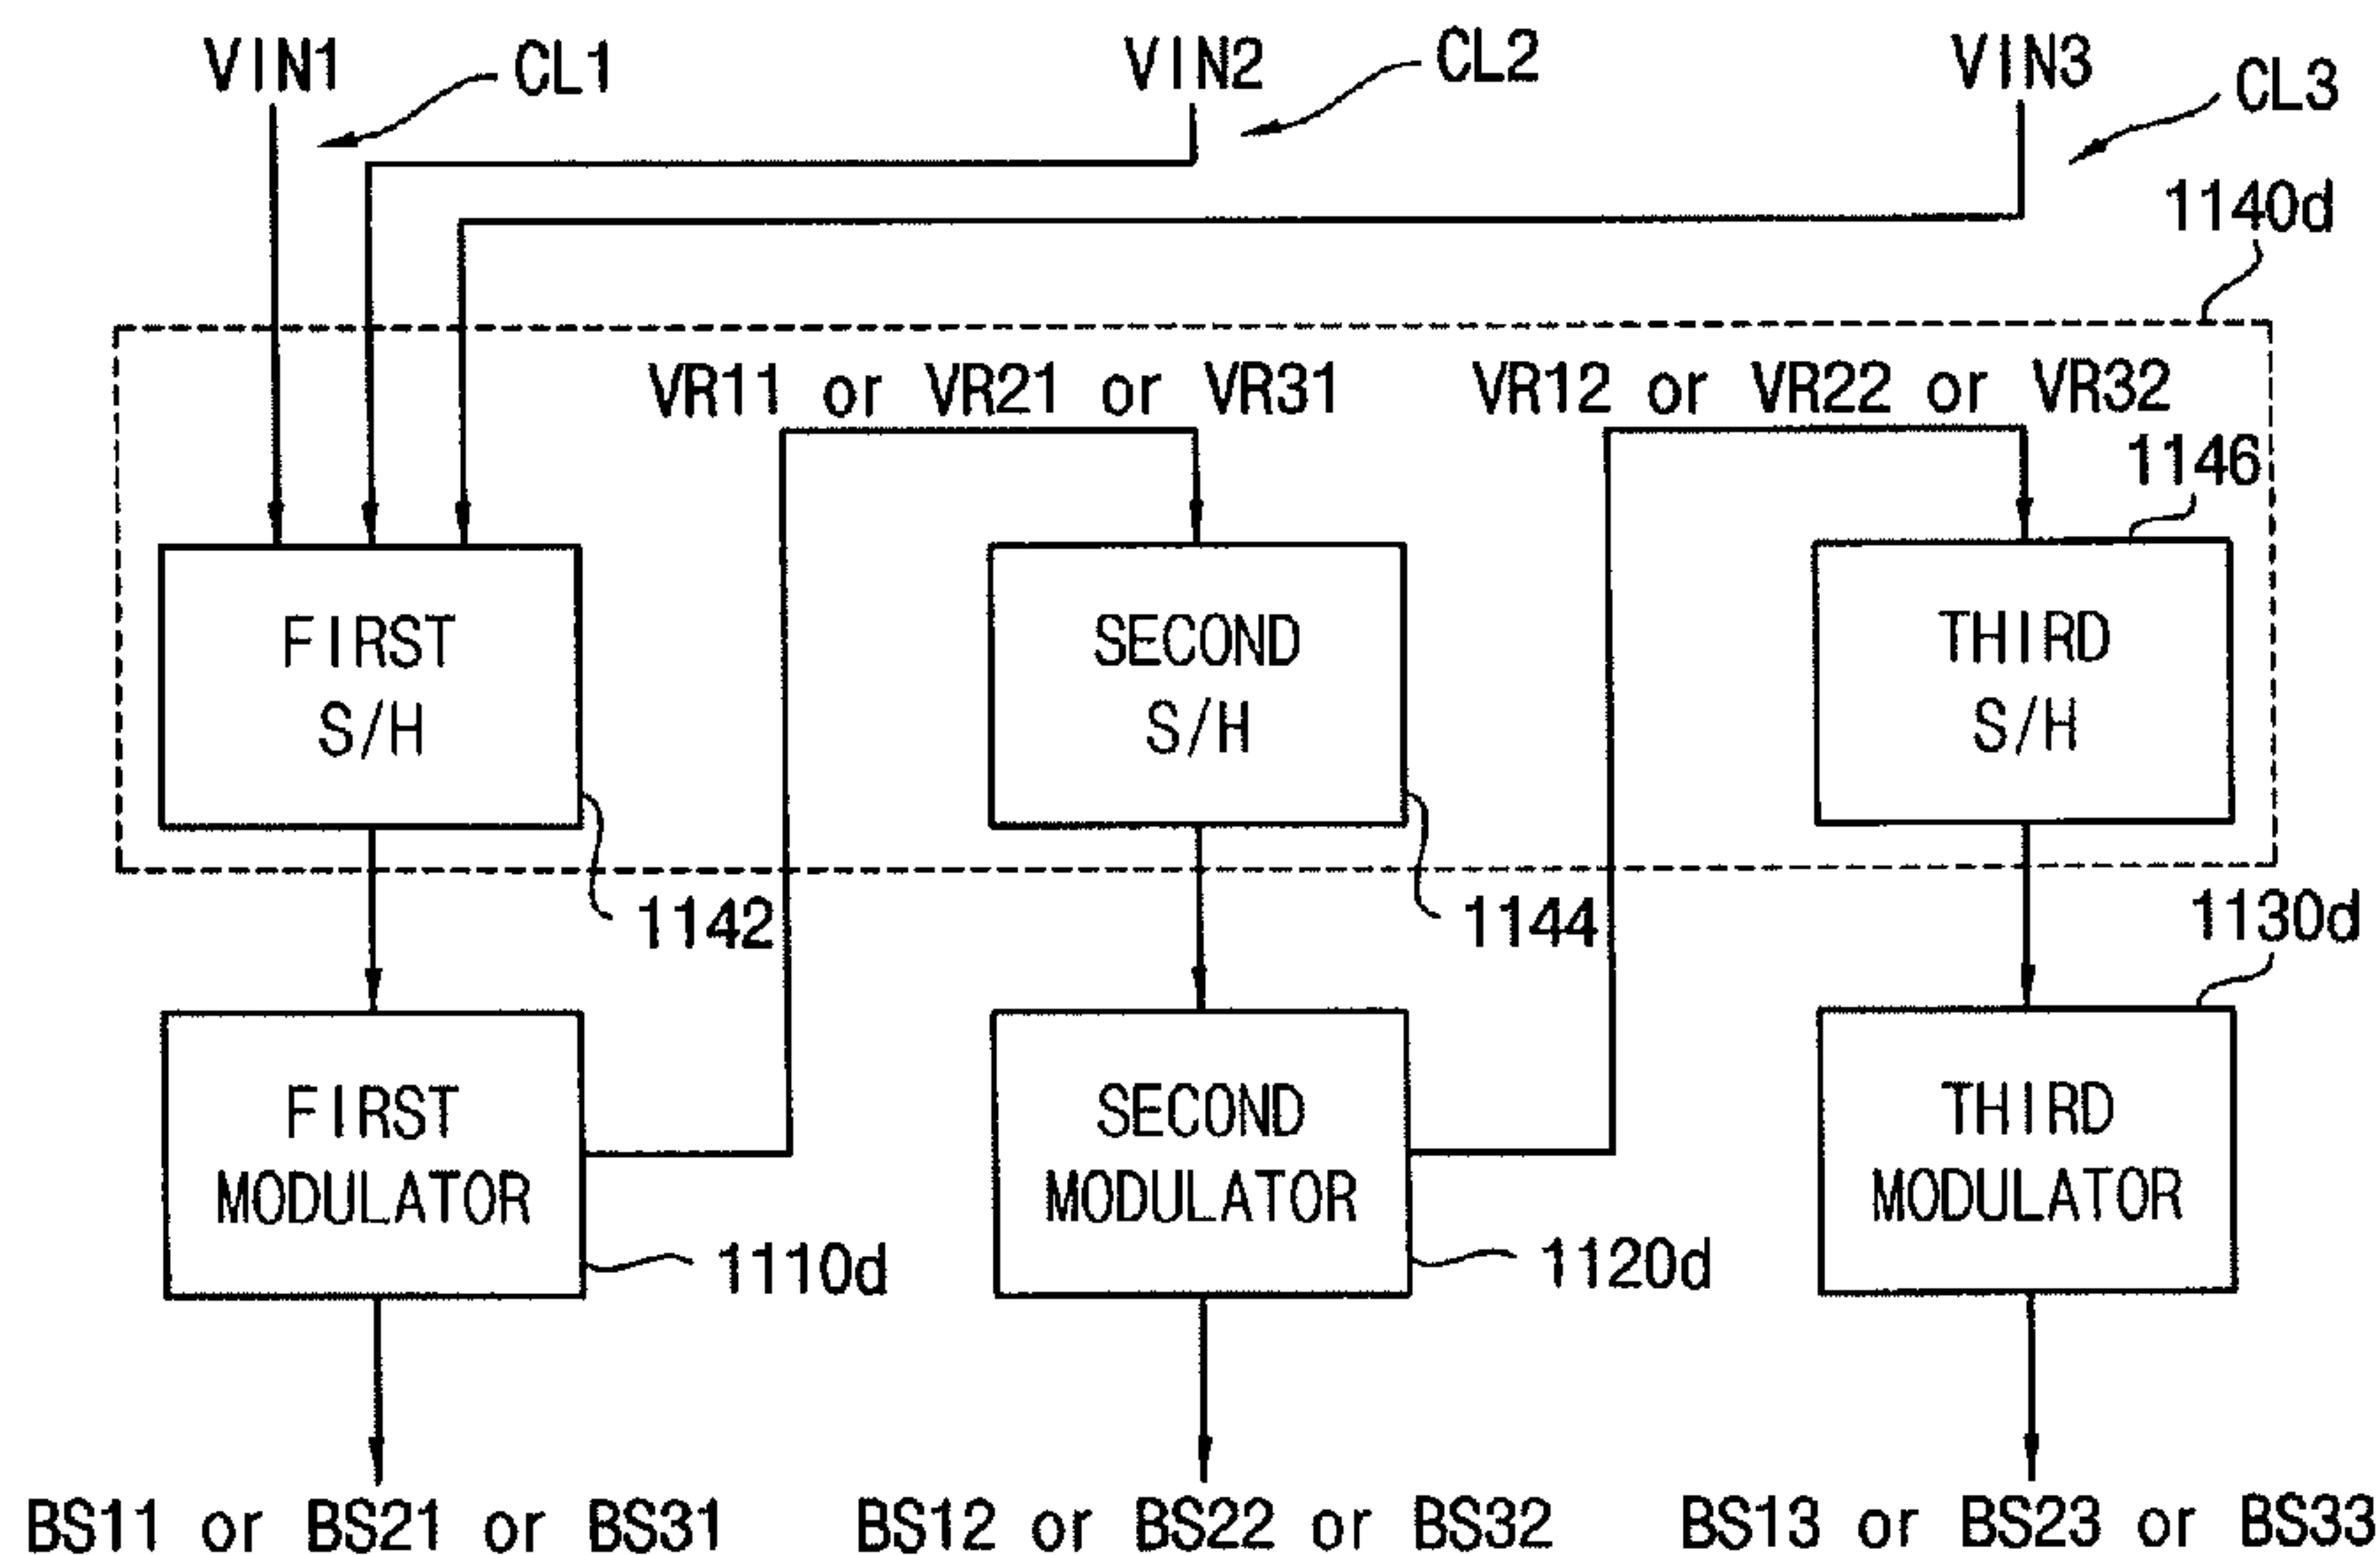 VIN1
CL1
VIN2
CL2
VIN3
CL3
1140d
VR11 or VR21 or VR31
VR12 or VR22 or VR32
1146
FIRST
S/H
SECOND
S/H
THIRD
S/H
1142
1144
1130d
FIRST
MODULATOR
SECOND
MODULATOR
THIRD
MODULATOR
1110d
1120d
BS11 or BS21 or BS31
BS12 or BS22 or BS32
BS13 or BS23 or BS33